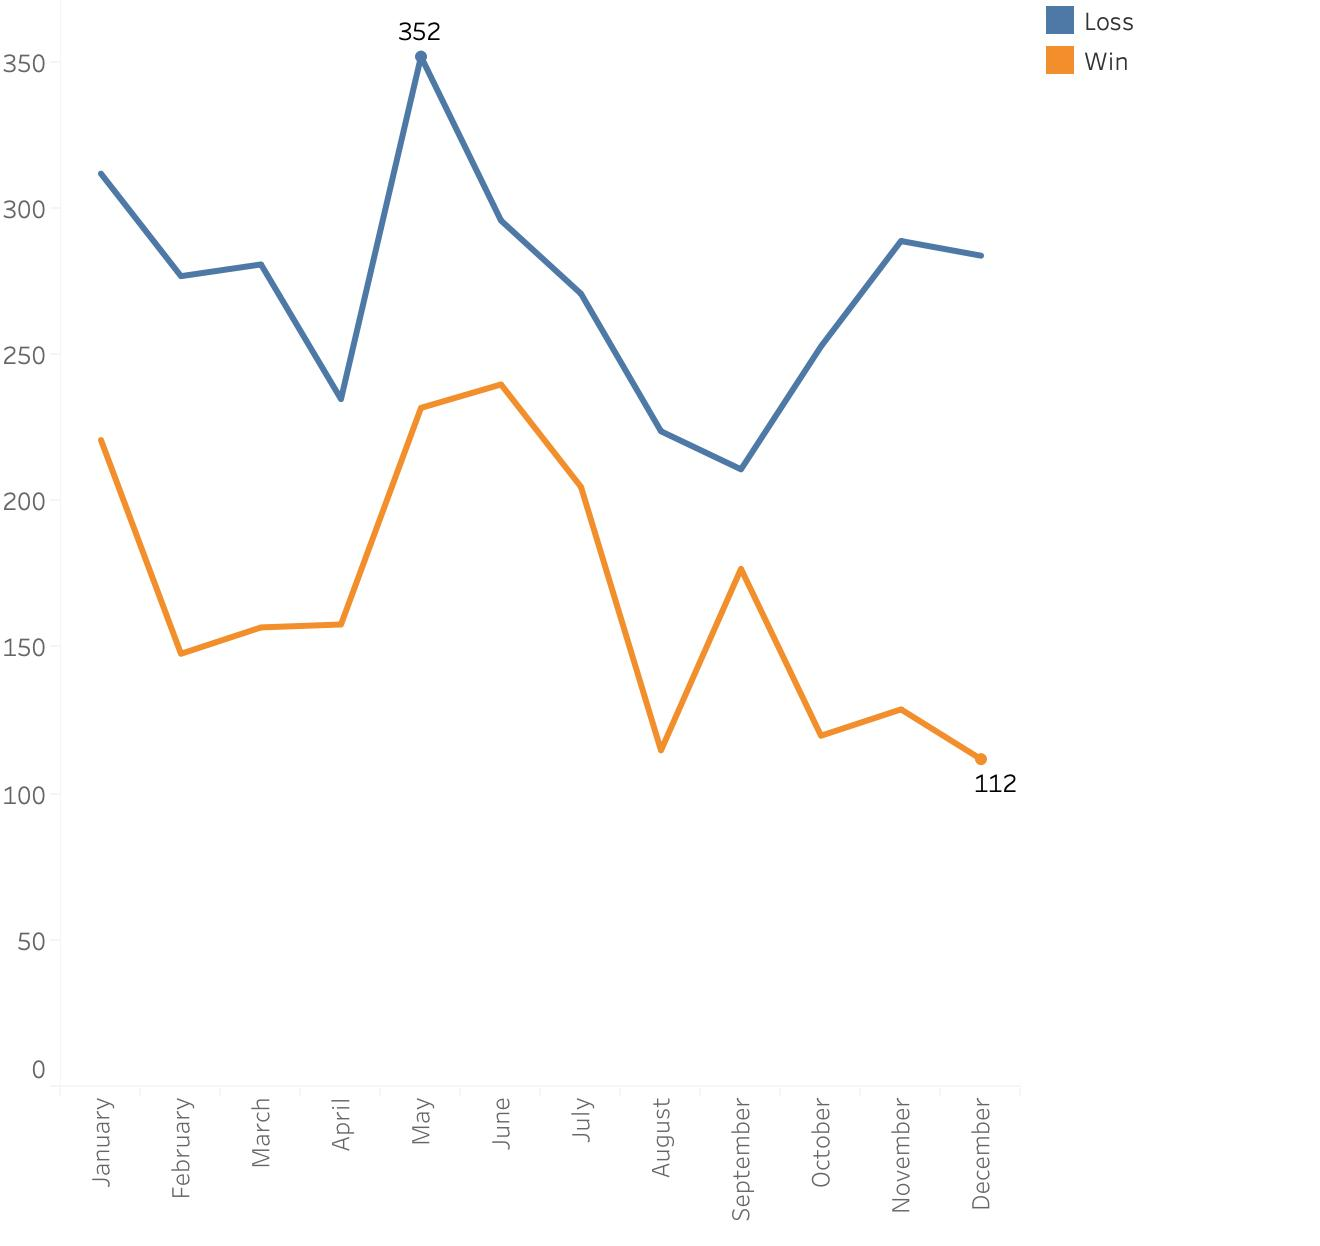 Loss
Win
352
350
300
250
200
150
100
50
0
112
January
February
March
April
May
June
July
August
September
October
November
December